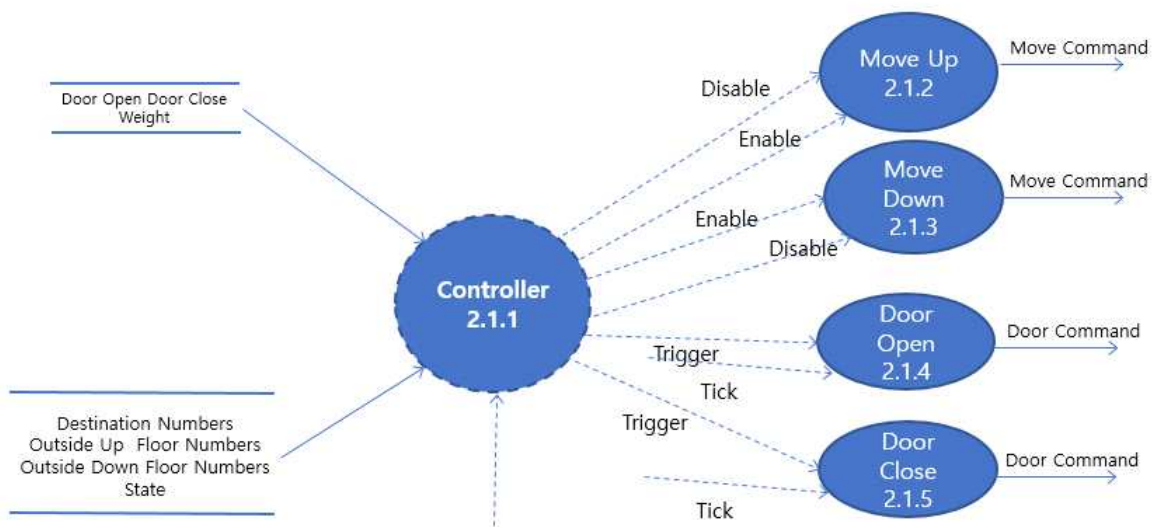 Door Open Door Close
Weight
Destination Numbers
Outside Up Floor Numbers
Outside Down Floor Numbers
State
Controller
2.1.1
Disable
Enable
Enable
Disable
Trigger
Tick
Trigger
Tick
Move Up
2.1.2
Move Command
Move
Down
2.1.3
Move Command
Door
Open
2.1.4
Door Command
Door
Close
2.1.5
Door Command